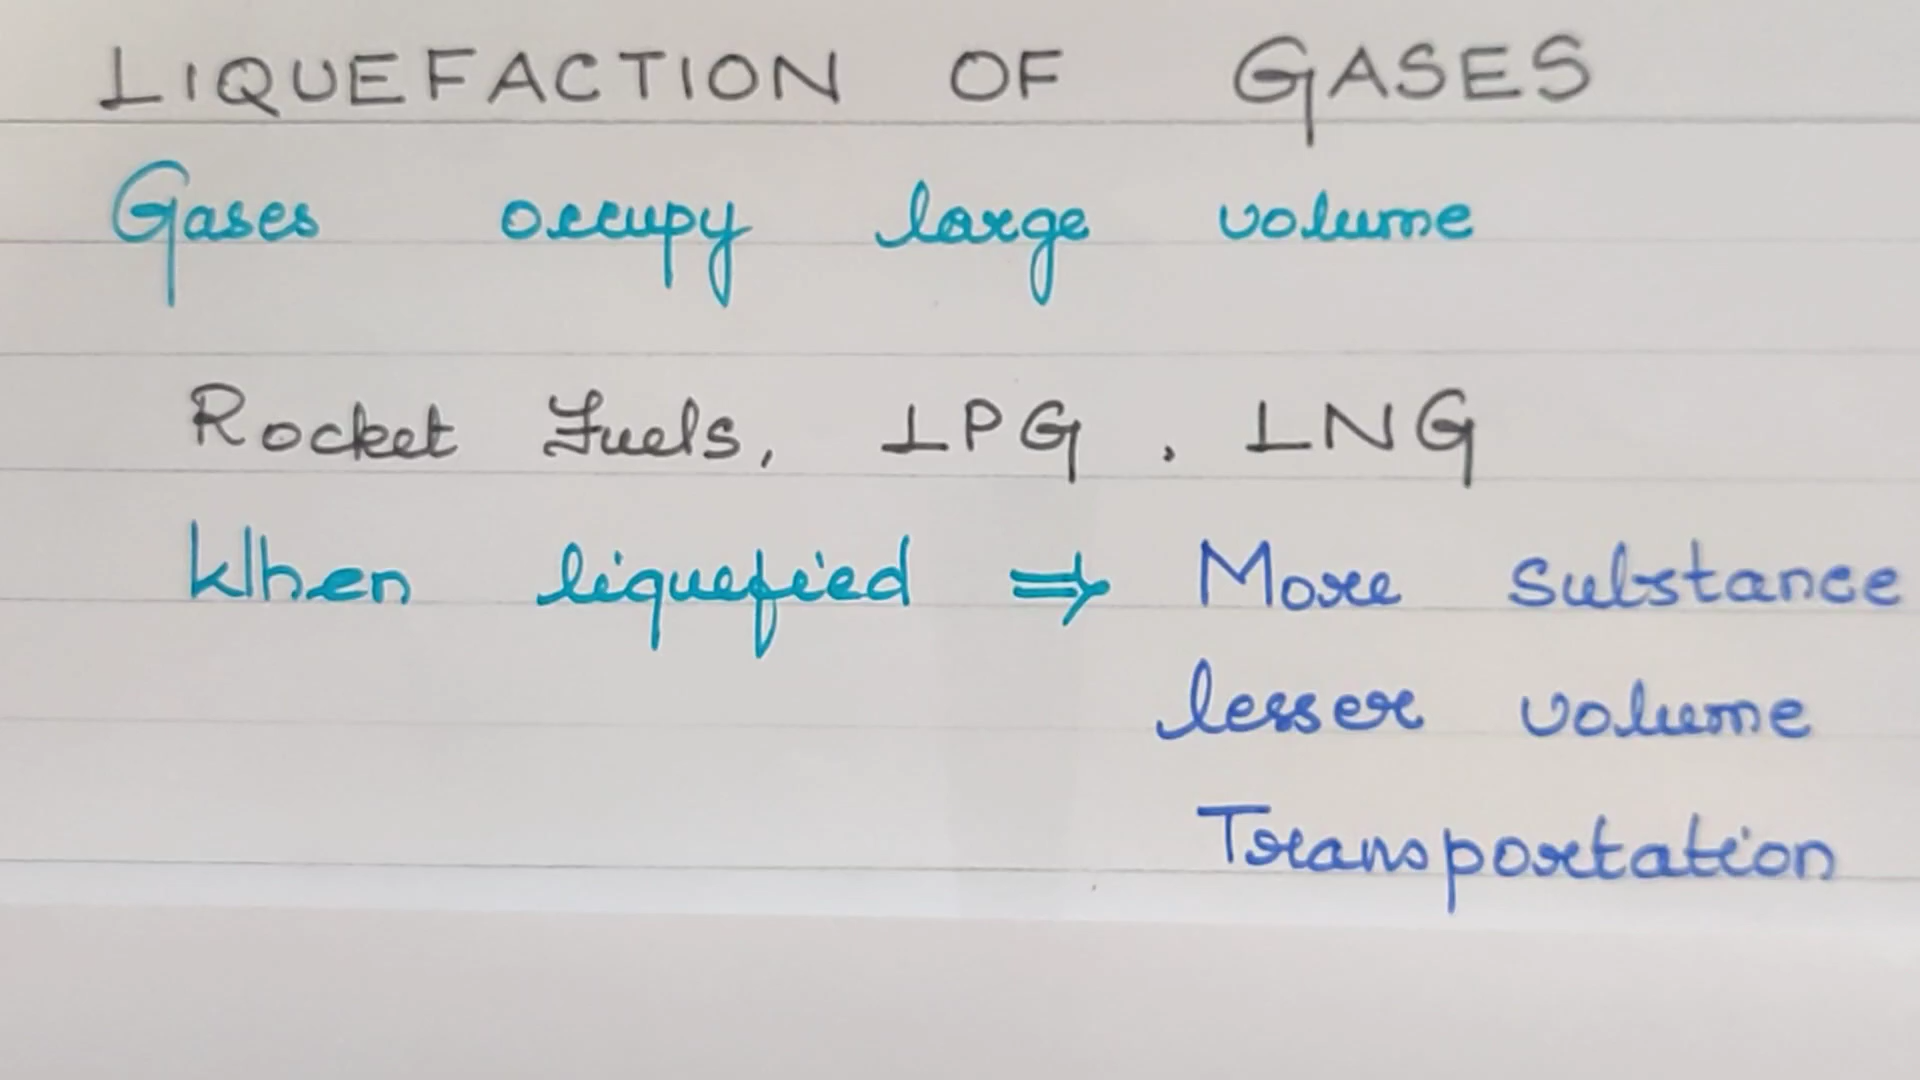 LIQUEFACTION OF GASES
Gases occupy large volume
Rocket Fuels, LPG, LNG
When liquefied ⇒ More substance
lesser volume
Transportation